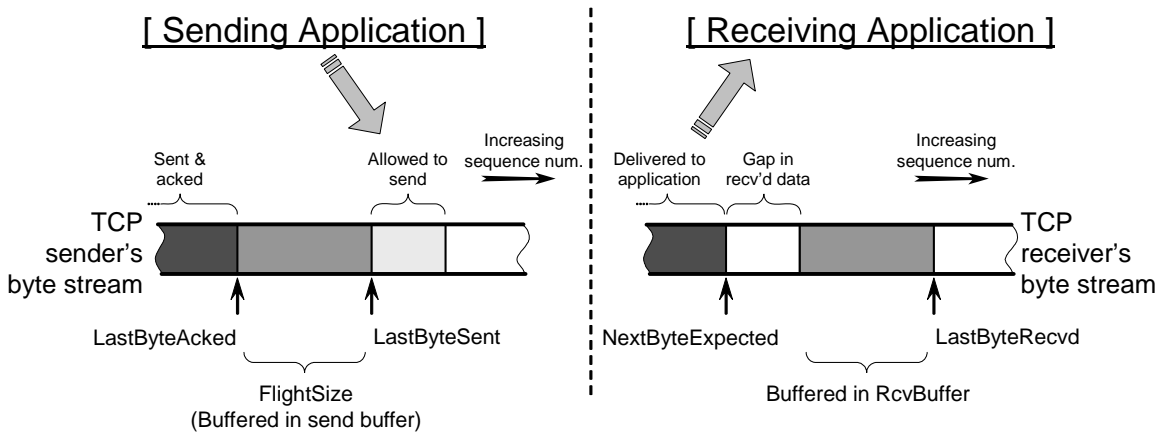 [ Sending Application ]
[ Receiving Application ]
Sent &
acked
Allowed to
send
Increasing
sequence num.
Delivered to
application
Gap in
recv'd data
Increasing
sequence num.
TCP
sender's
byte stream
TCP
receiver's
byte stream
LastByteAcked
LastByteSent
NextByteExpected
LastByteRecvd
FlightSize
(Buffered in send buffer)
Buffered in RcvBuffer